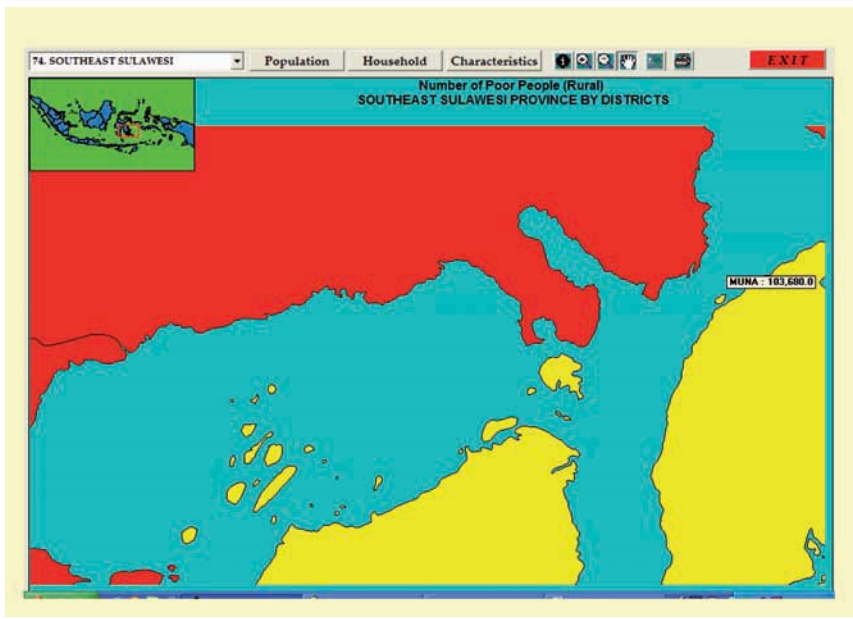 74. SOUTHEAST SULAWESI Population Household Characteristics EXIT
Number of Poor People (Rural)
SOUTHEAST SULAWESI PROVINCE BY DISTRICTS
MUNA : 103,680.0